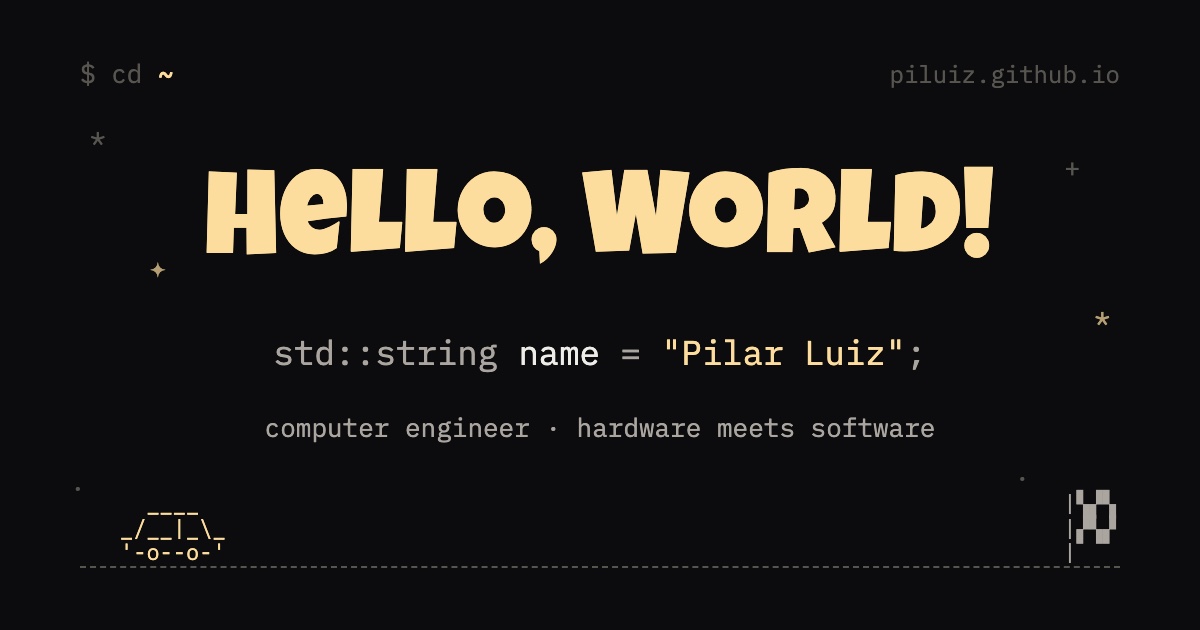 $ cd ~
piluiz.github.io
Hello, World!
std::string name = "Pilar Luiz";
computer engineer · hardware meets software